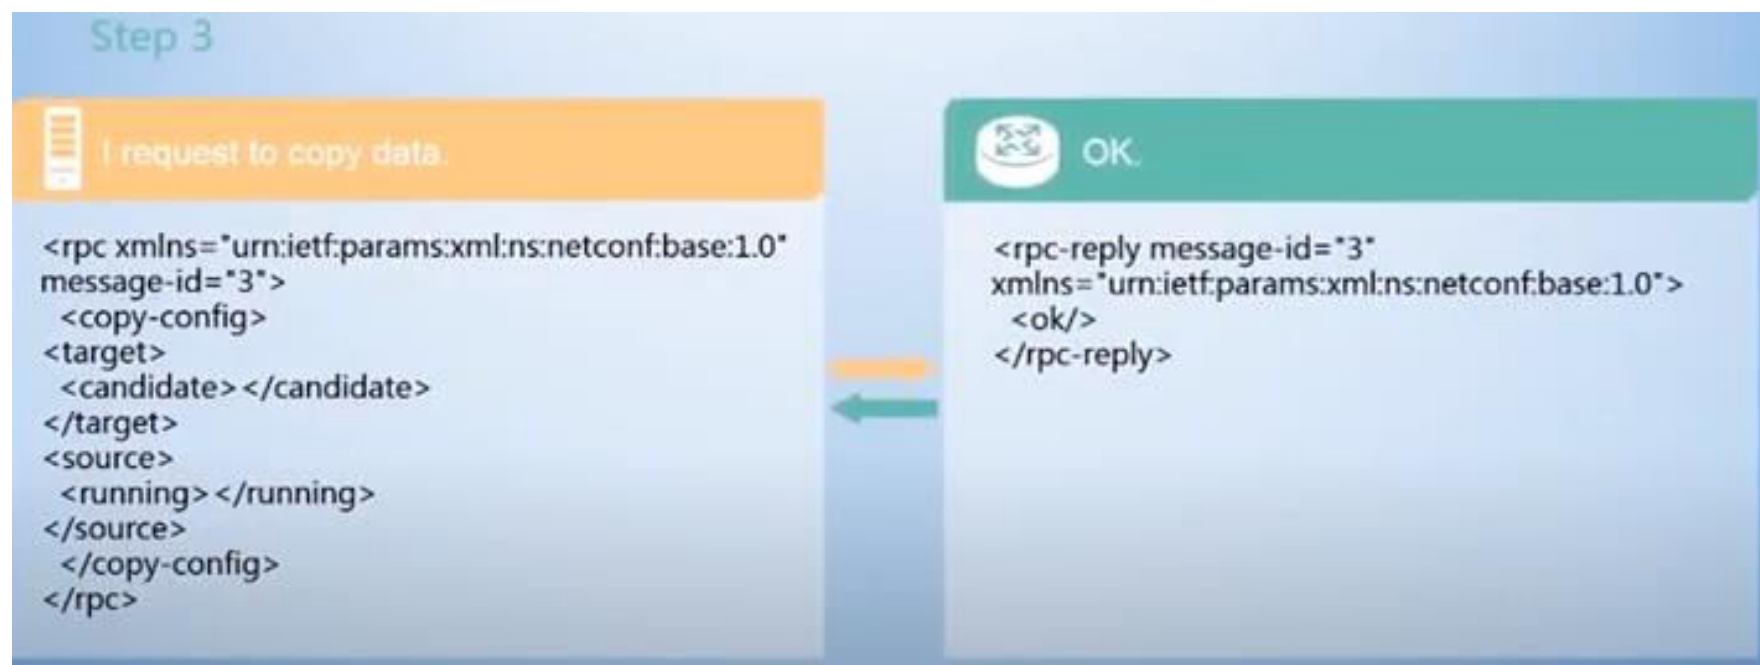 Step 3
I request to copy data.
<rpc xmlns="urn:ietf:params:xml:ns:netconf:base:1.0"
message-id="3">
<copy-config>
<target>
<candidate></candidate>
</target>
<source>
<running></running>
</source>
</copy-config>
</rpc>
OK.
<rpc-reply message-id="3"
xmlns="urn:ietf:params:xml:ns:netconf:base:1.0">
<ok/>
</rpc-reply>